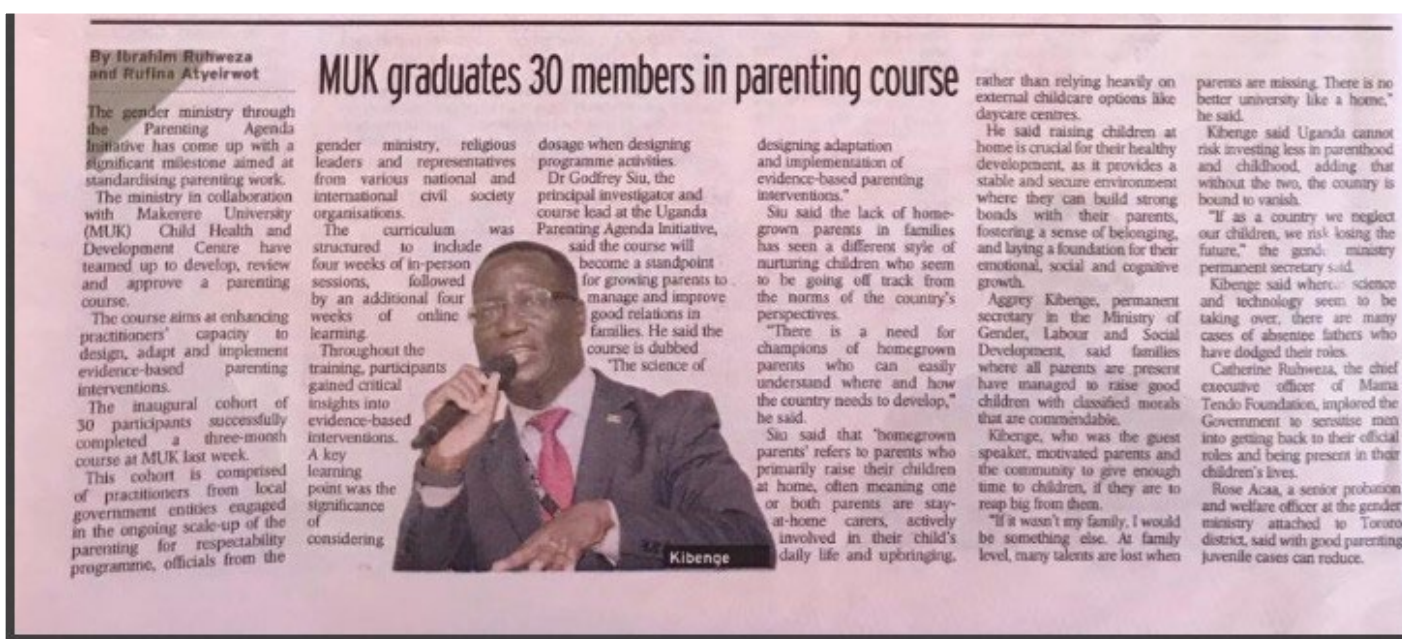 By Ibrahim Ruhweza
and Rufina Atyeirwot
MUK graduates 30 members in parenting course
The gender ministry through
the Parenting Agenda
Initiative has come up with a
significant milestone aimed at
standardising parenting work.
The ministry in collaboration
with Makerere University
(MUK) Child Health and
Development Centre have
teamed up to develop, review
and approve a parenting
course.
The course aims at enhancing
practitioners' capacity to
design, adapt and implement
evidence-based parenting
interventions.
The inaugural cohort of
30 participants successfully
completed a three-month
course at MUK last week.
This cohort is comprised
of practitioners from local
government entities engaged
in the ongoing scale-up of the
parenting for respectability
programme, officials from the
gender ministry, religious
leaders and representatives
from various national and
international civil society
organisations.
The curriculum was
structured to include
four weeks of in-person
sessions, followed
by an additional four
weeks of online
learning.
Throughout the
training, participants
gained critical
insights into
evidence-based
interventions.
A key
learning
point was the
significance
of
considering
dosage when designing
programme activities.
Dr Godfrey Siu, the
principal investigator and
course lead at the Uganda
Parenting Agenda Initiative,
said the course will
become a standpoint
for growing parents to
manage and improve
good relations in
families. He said the
course is dubbed
"The science of
Kibenge
designing adaptation
and implementation of
evidence-based parenting
interventions."
Siu said the lack of home-
grown parents in families
has seen a different style of
nurturing children who seem
to be going off track from
the norms of the country's
perspectives.
"There is a need for
champions of homegrown
parents who can easily
understand where and how
the country needs to develop,"
he said.
Siu said that "homegrown
parents' refers to parents who
primarily raise their children
at home, often meaning one
or both parents are stay-
at-home carers, actively
involved in their child's
daily life and upbringing,
rather than relying heavily on
external childcare options like
daycare centres.
He said raising children at
home is crucial for their healthy
development, as it provides a
stable and secure environment
where they can build strong
bonds with their parents,
fostering a sense of belonging,
and laying a foundation for their
emotional, social and cognitive
growth.
Aggrey Kibenge, permanent
secretary in the Ministry of
Gender, Labour and Social
Development, said families
where all parents are present
have managed to raise good
children with classified morals
that are commendable.
Kibenge, who was the guest
speaker, motivated parents and
the community to give enough
time to children, if they are to
reap big from them.
"If it wasn't my family, I would
be something else. At family
level, many talents are lost when
parents are missing. There is no
better university like a home,"
he said.
Kibenge said Uganda cannot
risk investing less in parenthood
and childhood, adding that
without the two, the country is
bound to vanish.
"If as a country we neglect
our children, we risk losing the
future," the ministry
permanent secretary said.
Kibenge said science
and technology seem to be
taking over, there are many
cases of absentee fathers who
have dodged their roles.
Catherine Ruhweza, the chief
executive officer of Mama
Tendo Foundation, implored the
Government to sensitise men
into getting back to their official
roles and being present in their
children's lives.
Rose Acaa, a senior probation
and welfare officer at the gender
ministry attached to Tororo
district, said with good parenting
juvenile cases can reduce.